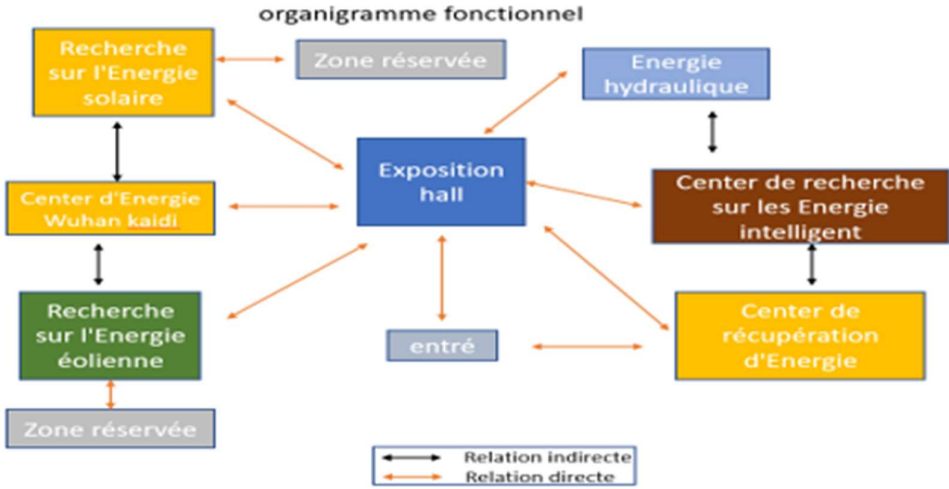 organigramme fonctionnel
Recherche
sur l'Energie
solaire
Zone réservée
Energie
hydraulique
Exposition
hall
Center d'Energie
Wuhan kaidi
Center de recherche
sur les Energie
intelligent
Recherche
sur l'Energie
éolienne
entré
Center de
récupération
d'Energie
Zone réservée
Relation indirecte
Relation directe